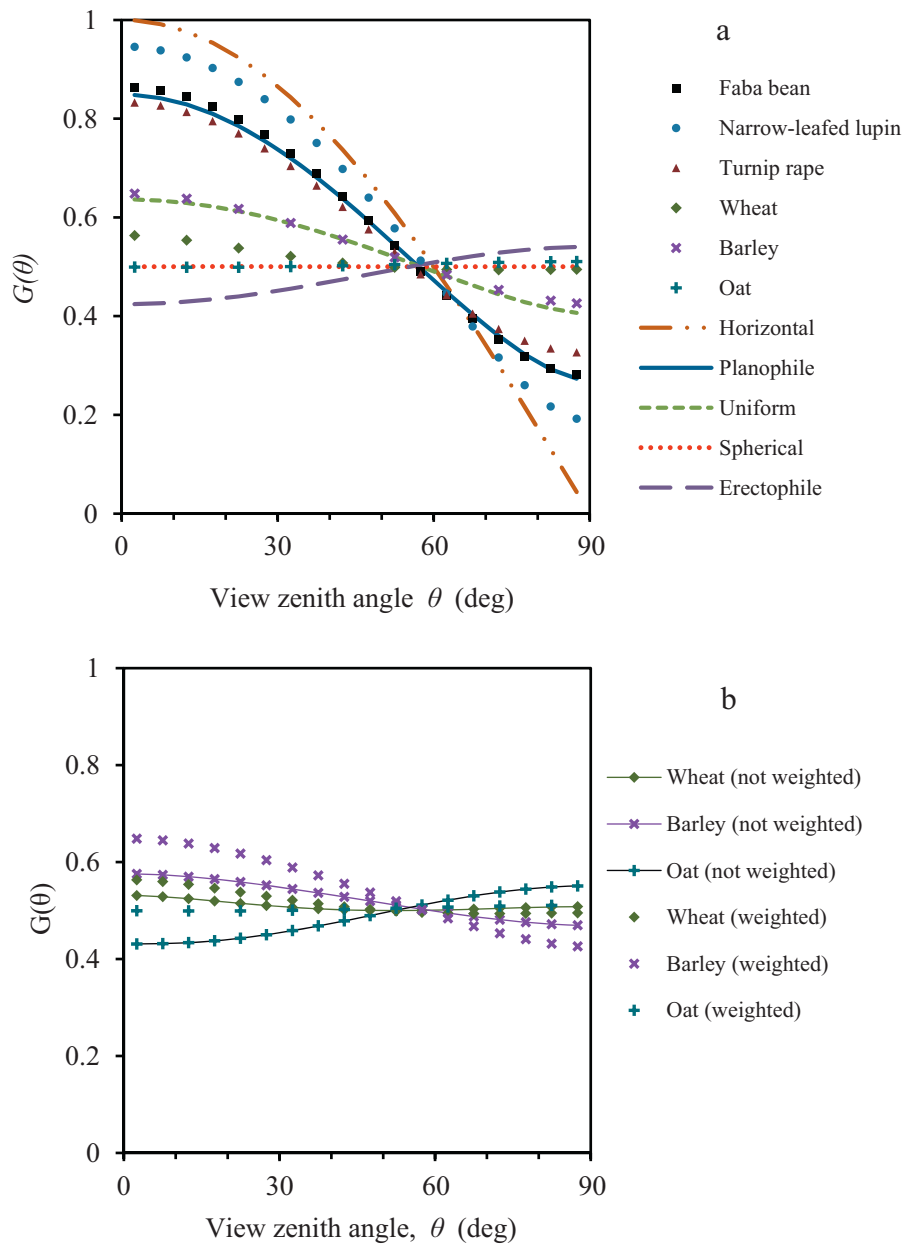 a
1
0.8
0.6
0.4
0.2
0
G(θ)
0
30
60
90
View zenith angle θ (deg)
Faba bean
Narrow-leafed lupin
Turnip rape
Wheat
Barley
Oat
Horizontal
Planophile
Uniform
Spherical
Erectophile
b
1
0.8
0.6
0.4
0.2
0
G(θ)
0
30
60
90
View zenith angle, θ (deg)
Wheat (not weighted)
Barley (not weighted)
Oat (not weighted)
Wheat (weighted)
Barley (weighted)
Oat (weighted)